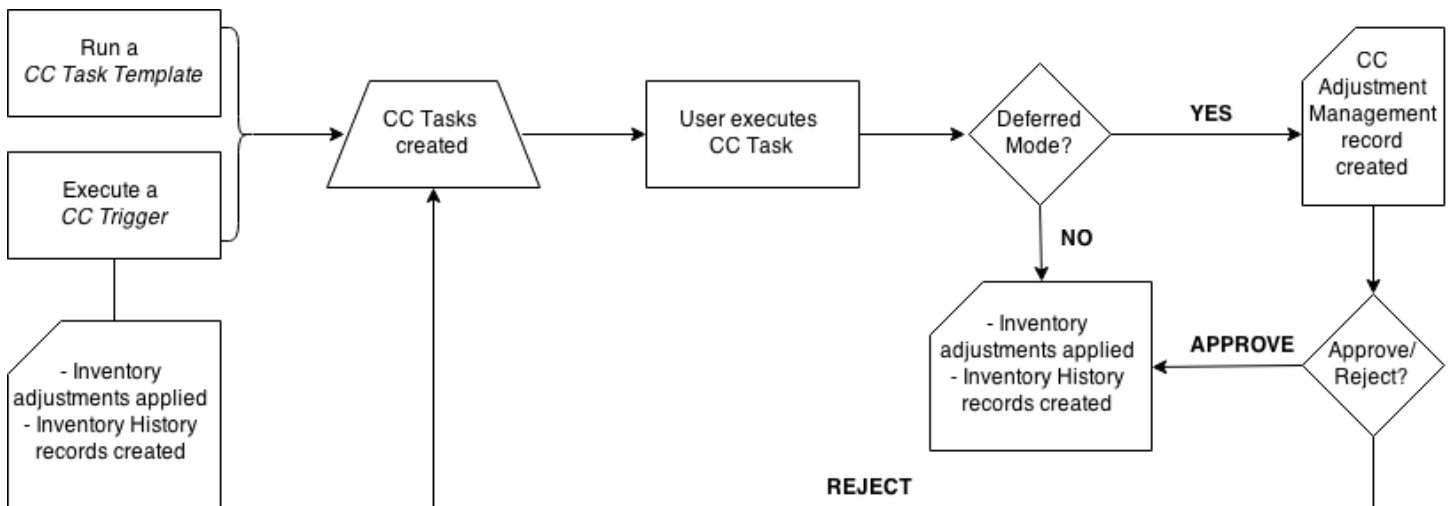 Run a
CC Task Template
Execute a
CC Trigger
- Inventory
adjustments applied
- Inventory History
records created
CC Tasks
created
User executes
CC Task
Deferred
Mode?
YES
NO
CC
Adjustment
Management
record
created
- Inventory
adjustments applied
- Inventory History
records created
APPROVE
Approve/
Reject?
REJECT